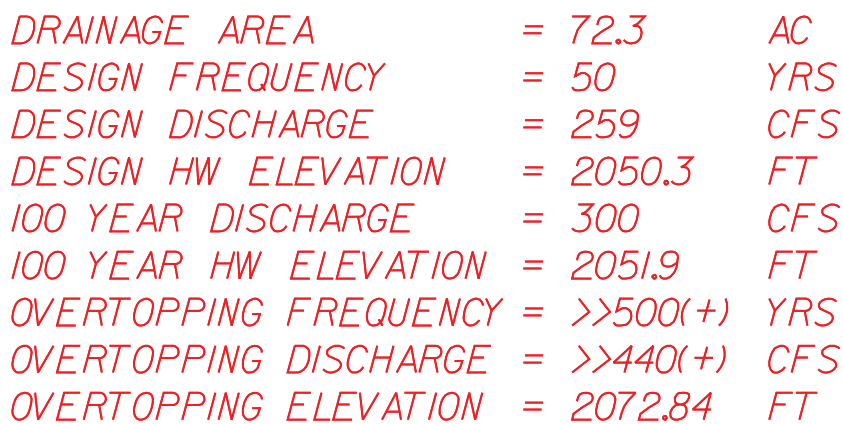 DRAINAGE AREA = 72.3 AC
DESIGN FREQUENCY = 50 YRS
DESIGN DISCHARGE = 259 CFS
DESIGN HW ELEVATION = 2050.3 FT
100 YEAR DISCHARGE = 300 CFS
100 YEAR HW ELEVATION = 2051.9 FT
OVERTOPPING FREQUENCY = >>500(+) YRS
OVERTOPPING DISCHARGE = >>440(+) CFS
OVERTOPPING ELEVATION = 2072.84 FT